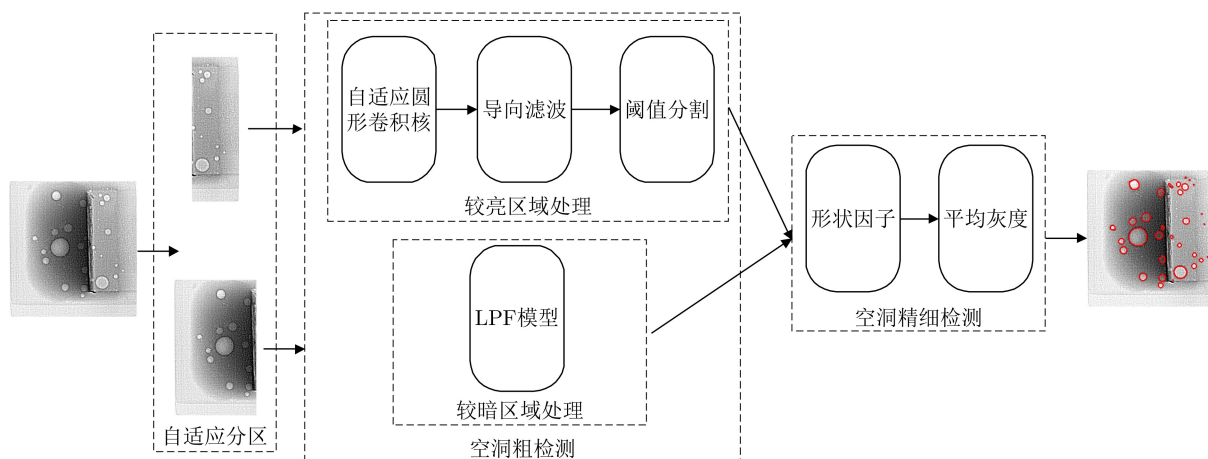 自适应圆
形卷积核
导向滤波
阈值分割
较亮区域处理
LPF模型
较暗区域处理
空洞粗检测
自适应分区
形状因子
平均灰度
空洞精细检测